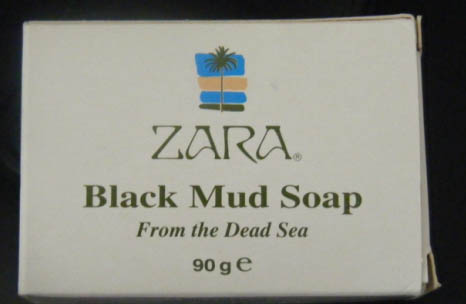 ZARA®
Black Mud Soap
From the Dead Sea
90 g ℮